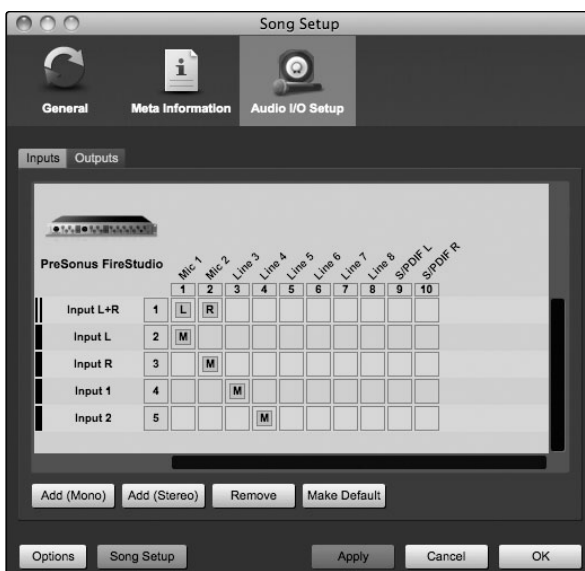 Song Setup
General Meta Information Audio I/O Setup
Inputs Outputs
PreSonus FireStudio
Mic 1 Mic 2 Line 3 Line 4 Line 5 Line 6 Line 7 Line 8 S/PDIF L S/PDIF R
1 2 3 4 5 6 7 8 9 10
Input L+R 1 L R
Input L 2 M
Input R 3 M
Input 1 4 M
Input 2 5 M
Add (Mono) Add (Stereo) Remove Make Default
Options Song Setup Apply Cancel OK